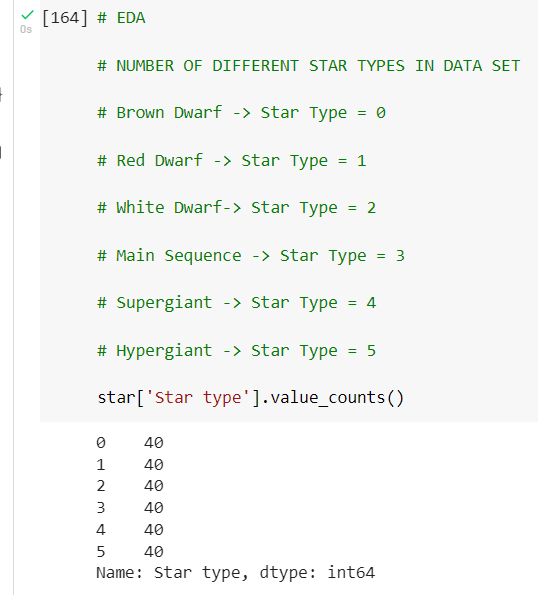 [164] # EDA
0s
# NUMBER OF DIFFERENT STAR TYPES IN DATA SET
# Brown Dwarf -> Star Type = 0
# Red Dwarf -> Star Type = 1
# White Dwarf-> Star Type = 2
# Main Sequence -> Star Type = 3
# Supergiant -> Star Type = 4
# Hypergiant -> Star Type = 5
star['Star type'].value_counts()
0    40
1    40
2    40
3    40
4    40
5    40
Name: Star type, dtype: int64